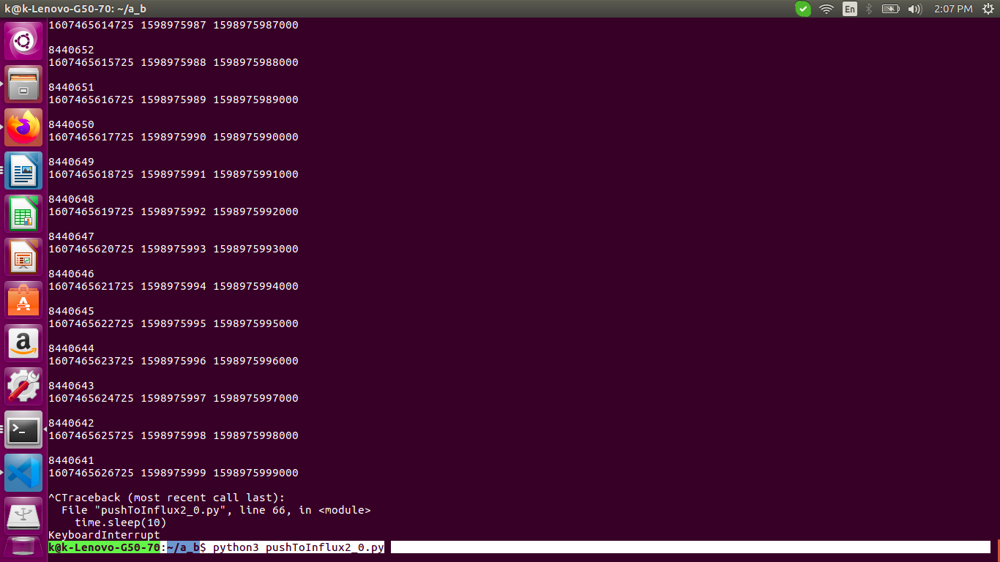 k@k-Lenovo-G50-70: ~/a_b
En
2:07 PM
1607465614725 1598975987 1598975987000
8440652
1607465615725 1598975988 1598975988000
8440651
1607465616725 1598975989 1598975989000
8440650
1607465617725 1598975990 1598975990000
8440649
1607465618725 1598975991 1598975991000
8440648
1607465619725 1598975992 1598975992000
8440647
1607465620725 1598975993 1598975993000
8440646
1607465621725 1598975994 1598975994000
8440645
1607465622725 1598975995 1598975995000
8440644
1607465623725 1598975996 1598975996000
8440643
1607465624725 1598975997 1598975997000
8440642
1607465625725 1598975998 1598975998000
8440641
1607465626725 1598975999 1598975999000
^CTraceback (most recent call last):
  File "pushToInflux2_0.py", line 66, in <module>
    time.sleep(10)
KeyboardInterrupt
k@k-Lenovo-G50-70:~/a_b$ python3 pushToInflux2_0.py